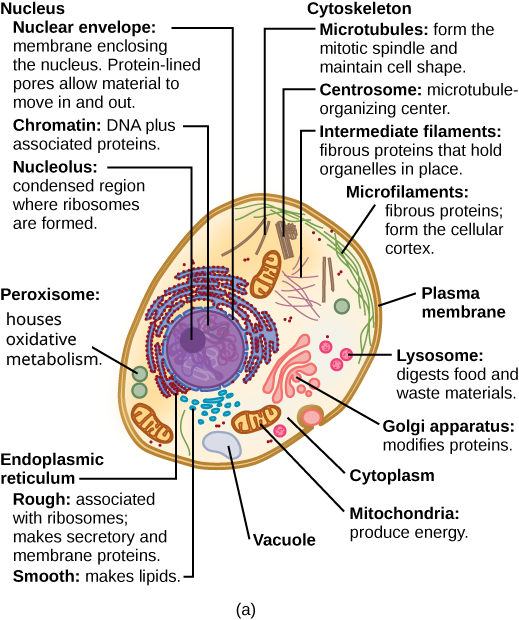 Nucleus
Nuclear envelope:
membrane enclosing
the nucleus. Protein-lined
pores allow material to
move in and out.
Chromatin: DNA plus
associated proteins.
Nucleolus:
condensed region
where ribosomes
are formed.
Peroxisome:
houses
oxidative
metabolism.
Endoplasmic
reticulum
Rough: associated
with ribosomes;
makes secretory and
membrane proteins.
Smooth: makes lipids.
Cytoskeleton
Microtubules: form the
mitotic spindle and
maintain cell shape.
Centrosome: microtubule-
organizing center.
Intermediate filaments:
fibrous proteins that hold
organelles in place.
Microfilaments:
fibrous proteins;
form the cellular
cortex.
Plasma
membrane
Lysosome:
digests food and
waste materials.
Golgi apparatus:
modifies proteins.
Cytoplasm
Mitochondria:
produce energy.
Vacuole
(a)